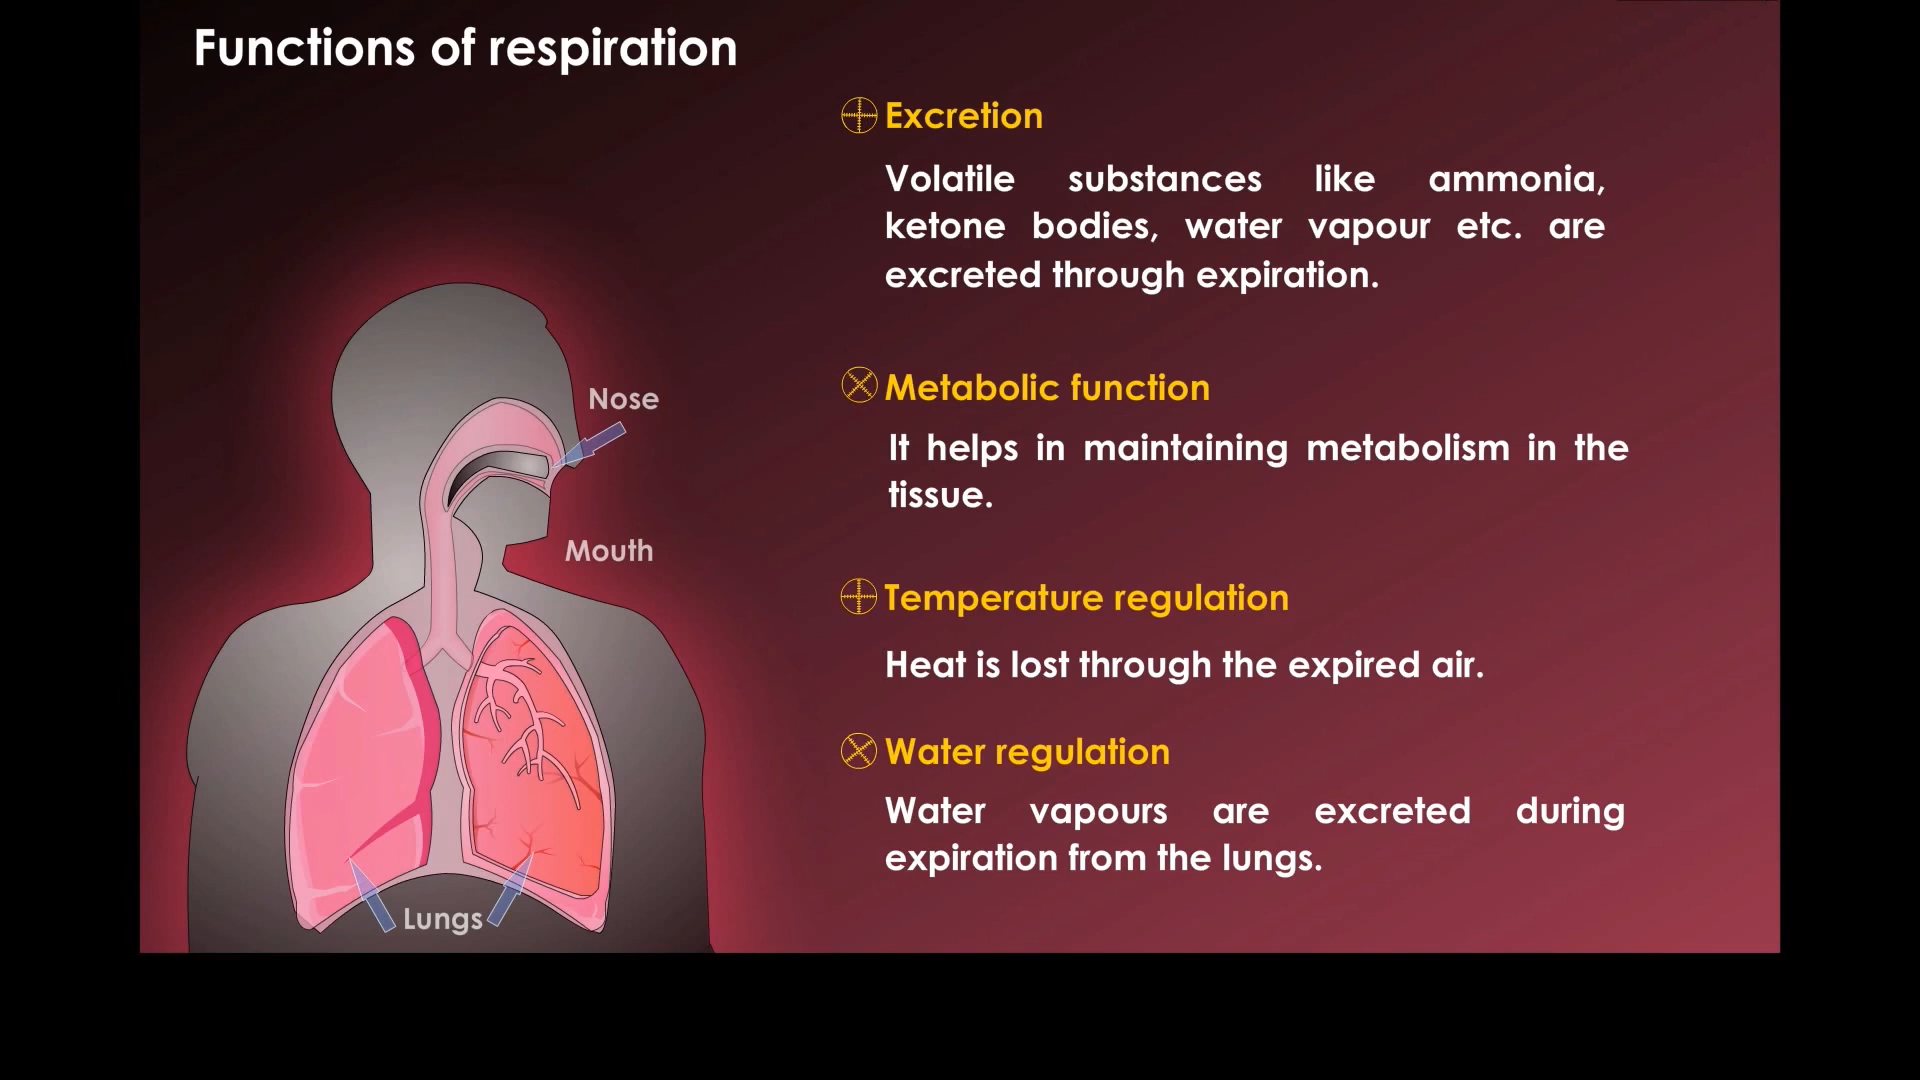 Functions of respiration
Excretion
Volatile substances like ammonia,
ketone bodies, water vapour etc. are
excreted through expiration.
Metabolic function
It helps in maintaining metabolism in the
tissue.
Temperature regulation
Heat is lost through the expired air.
Water regulation
Water vapours are excreted during
expiration from the lungs.
Nose
Mouth
Lungs